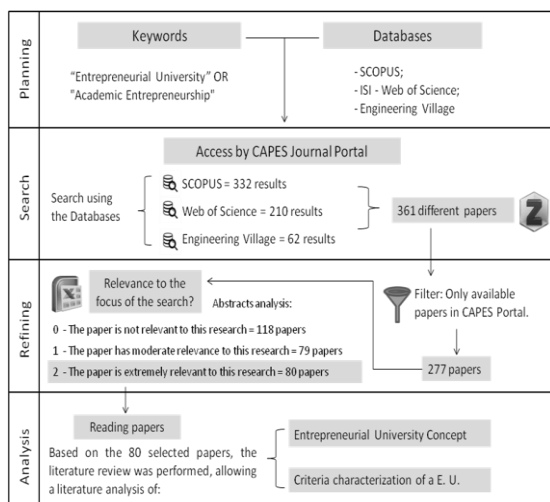 Planning
Keywords
Databases
"Entrepreneurial University" OR
"Academic Entrepreneurship"
- SCOPUS;
- ISI - Web of Science;
- Engineering Village
Search
Access by CAPES Journal Portal
Search using
the Databases
SCOPUS = 332 results
Web of Science = 210 results
Engineering Village = 62 results
361 different papers
Z
Refining
Relevance to the
focus of the search?
Abstracts analysis:
0 - The paper is not relevant to this research = 118 papers
1 - The paper has moderate relevance to this research = 79 papers
2 - The paper is extremely relevant to this research = 80 papers
Filter: Only available
papers in CAPES Portal.
277 papers
Analysis
Reading papers
Based on the 80 selected papers, the
literature review was performed, allowing
a literature analysis of:
Entrepreneurial University Concept
Criteria characterization of a E. U.